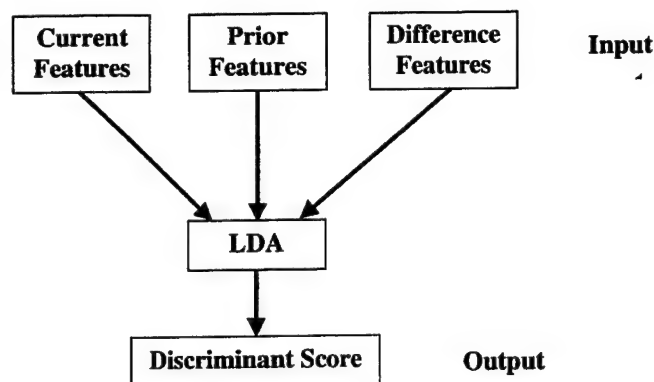 Current
Features
Prior
Features
Difference
Features
Input
LDA
Discriminant Score
Output